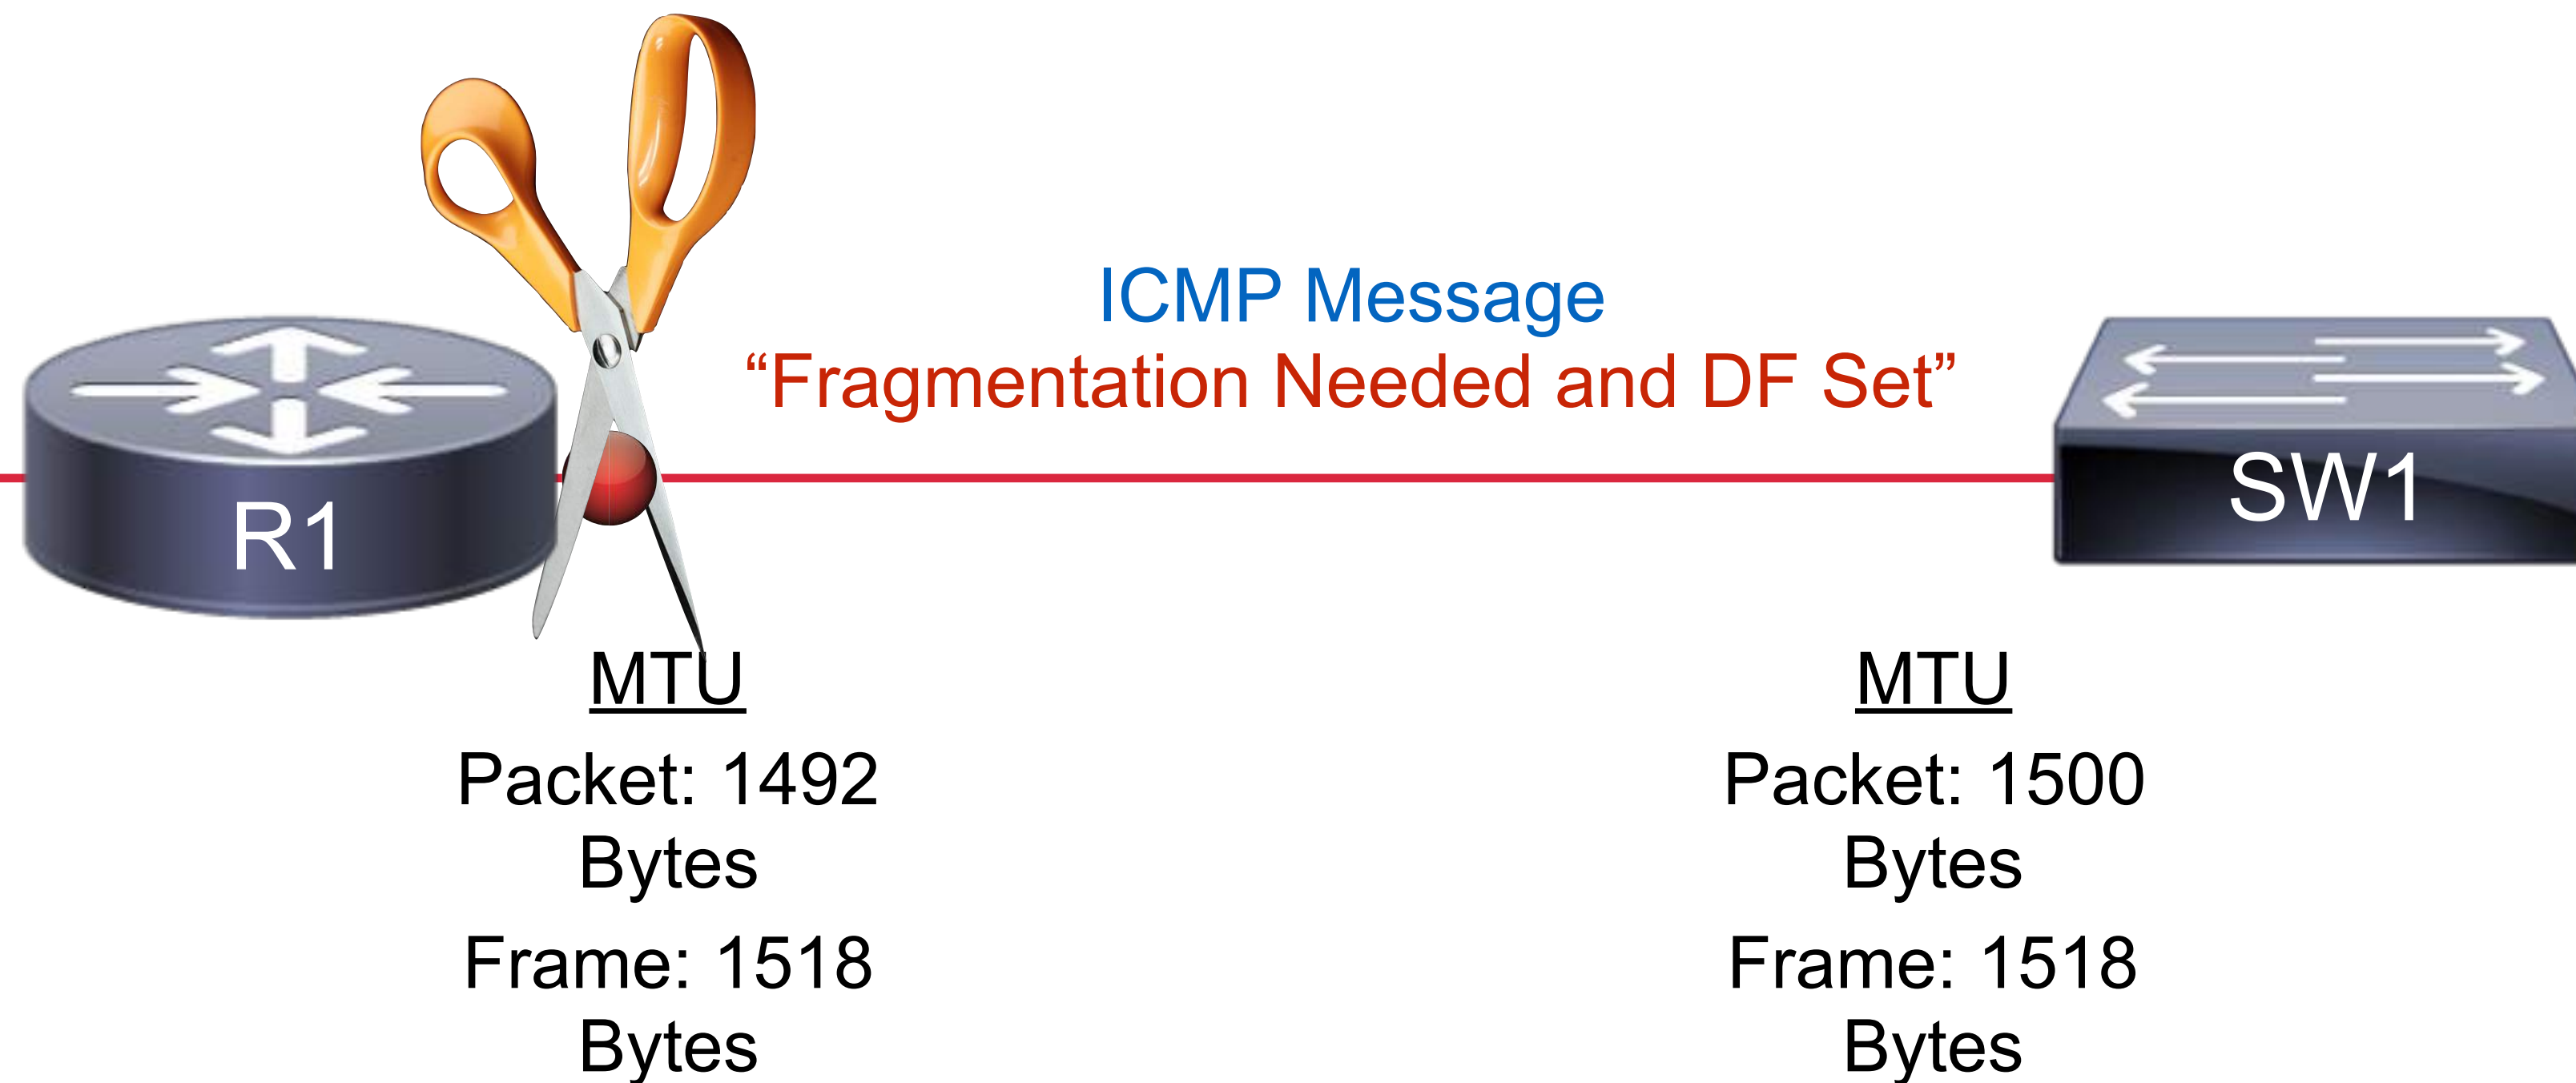 ICMP Message
“Fragmentation Needed and DF Set”
R1
SW1
MTU
Packet: 1492
Bytes
Frame: 1518
Bytes
MTU
Packet: 1500
Bytes
Frame: 1518
Bytes